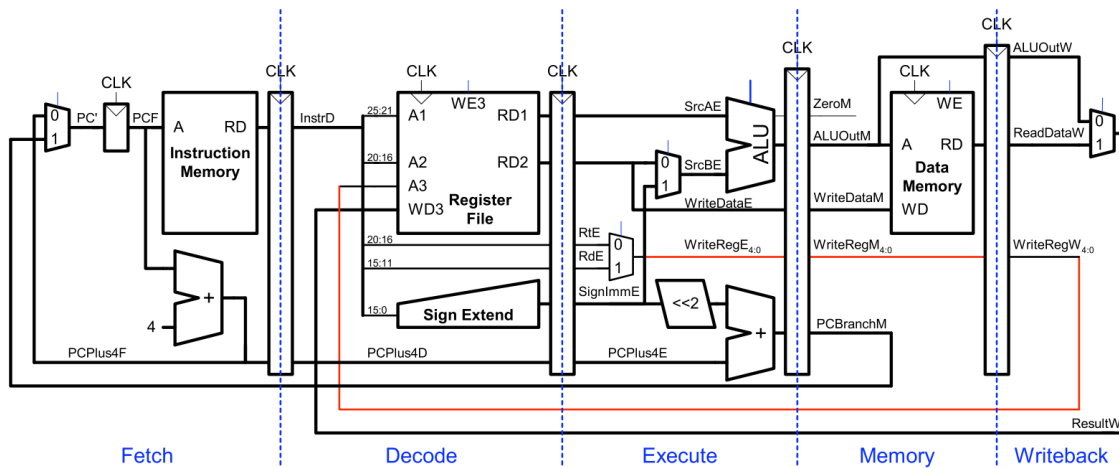 CLK
ALUOutW
CLK
CLK
CLK
CLK
CLK
CLK
0
1
PC'
PCF
A
RD
Instruction
Memory
InstrD
25:21
A1
WE3
RD1
SrcAE
ALU
ZeroM
ALUOutM
WE
A
RD
Data
Memory
WD
ReadDataW
0
1
20:16
A2
RD2
0
1
SrcBE
A3
WD3
Register
File
WriteDataE
WriteDataM
20:16
RtE
0
WriteRegE4:0
WriteRegM4:0
WriteRegW4:0
15:11
RdE
1
SignImmE
15:0
Sign Extend
<<2
+
4
+
PCBranchM
PCPlus4F
PCPlus4D
PCPlus4E
ResultW
Fetch
Decode
Execute
Memory
Writeback